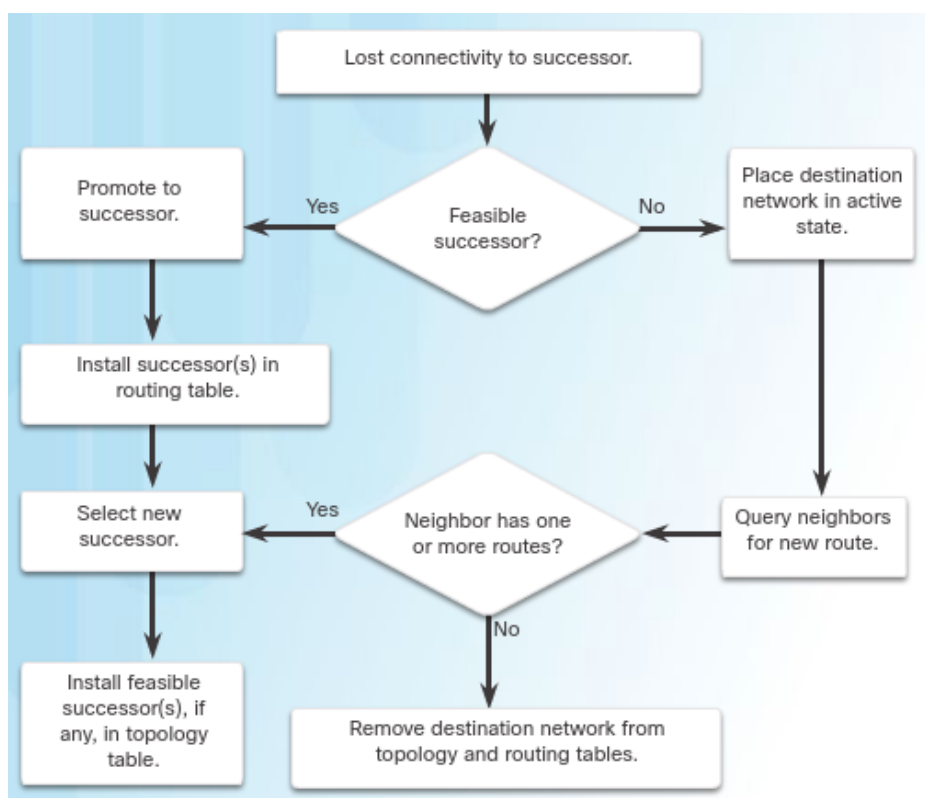 Lost connectivity to successor.
Promote to
successor.
Yes
Feasible
successor?
No
Place destination
network in active
state.
Install successor(s) in
routing table.
Select new
successor.
Yes
Neighbor has one
or more routes?
Query neighbors
for new route.
No
Install feasible
successor(s), if
any, in topology
table.
Remove destination network from
topology and routing tables.